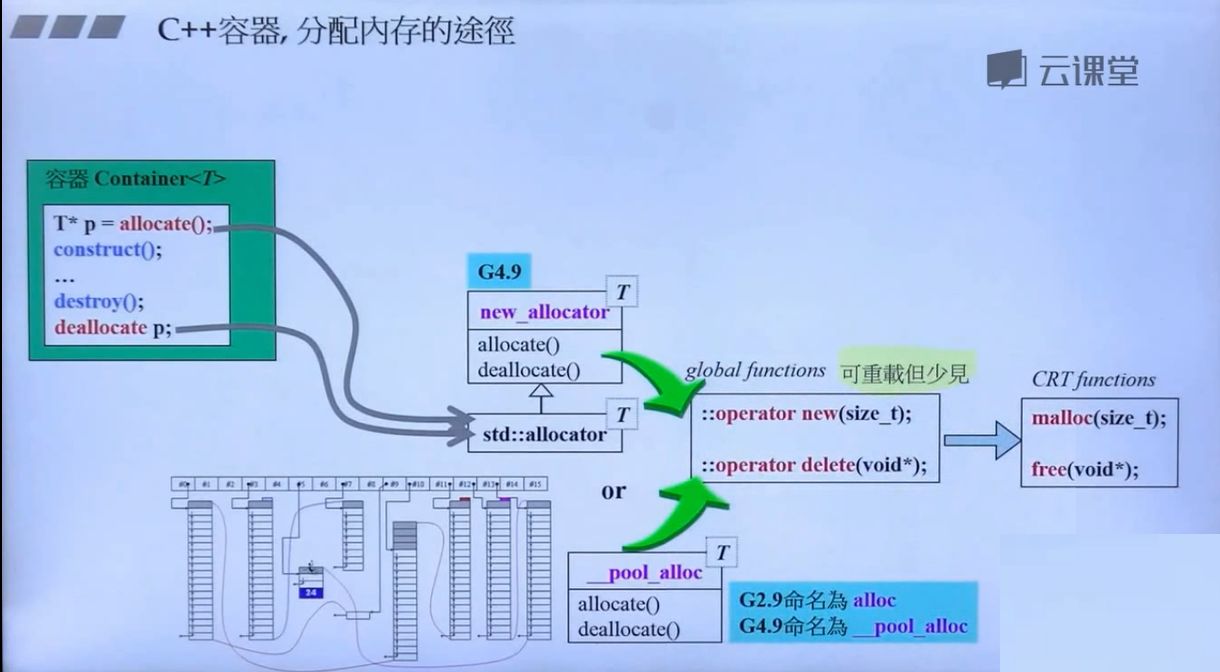 C++容器, 分配內存的途徑
云课堂
容器 Container<T>
T* p = allocate();
construct();
...
destroy();
deallocate p;
G4.9
T
new_allocator
allocate()
deallocate()
T
std::allocator
global functions
可重載但少見
::operator new(size_t);
::operator delete(void*);
CRT functions
malloc(size_t);
free(void*);
#0 #1 #2 #3 #4 #5 #6 #7 #8 #9 #10 #11 #12 #13 #14 #15
24
or
T
__pool_alloc
allocate()
deallocate()
G2.9命名為 alloc
G4.9命名為 __pool_alloc